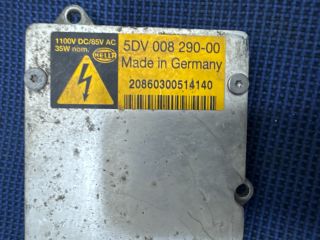 1100V DC/85V AC
35W nom.
HELLA
5DV 008 290-00
Made in Germany
20860300514140